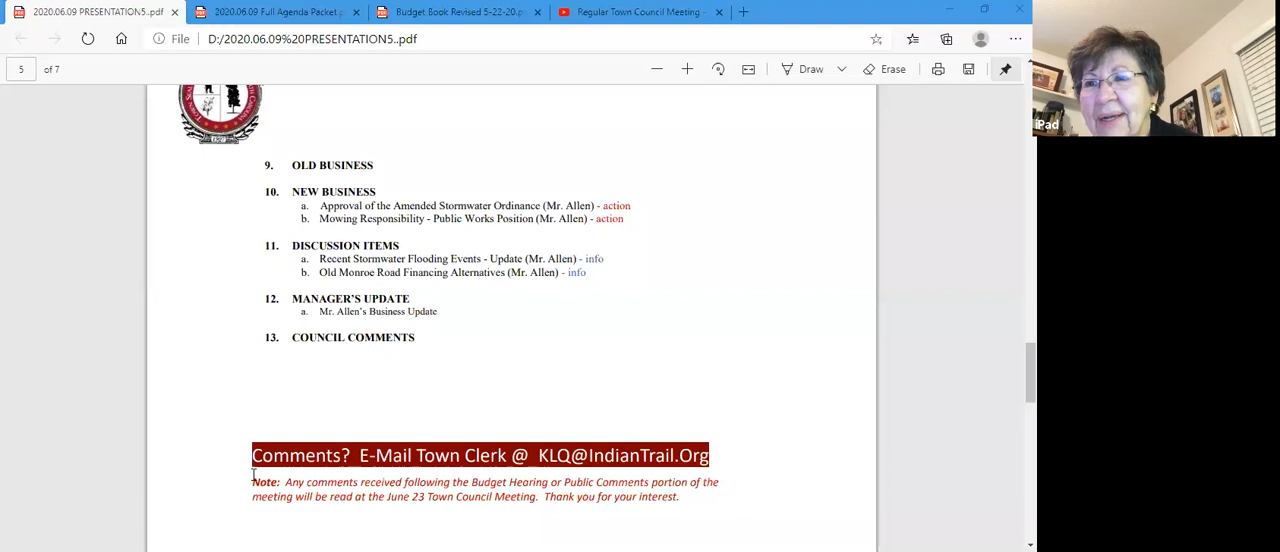 2020.06.09 PRESENTATION5..pdf
2020.06.09 Full Agenda Packet.p
Budget Book Revised 5-22-20.p
Regular Town Council Meeting -
File
D:/2020.06.09%20PRESENTATION5..pdf
5 of 7
Draw
Erase
iPad
9. OLD BUSINESS
10. NEW BUSINESS
a. Approval of the Amended Stormwater Ordinance (Mr. Allen) - action
b. Mowing Responsibility - Public Works Position (Mr. Allen) - action
11. DISCUSSION ITEMS
a. Recent Stormwater Flooding Events - Update (Mr. Allen) - info
b. Old Monroe Road Financing Alternatives (Mr. Allen) - info
12. MANAGER'S UPDATE
a. Mr. Allen's Business Update
13. COUNCIL COMMENTS
Comments? E-Mail Town Clerk @ KLQ@IndianTrail.Org
Note: Any comments received following the Budget Hearing or Public Comments portion of the
meeting will be read at the June 23 Town Council Meeting. Thank you for your interest.